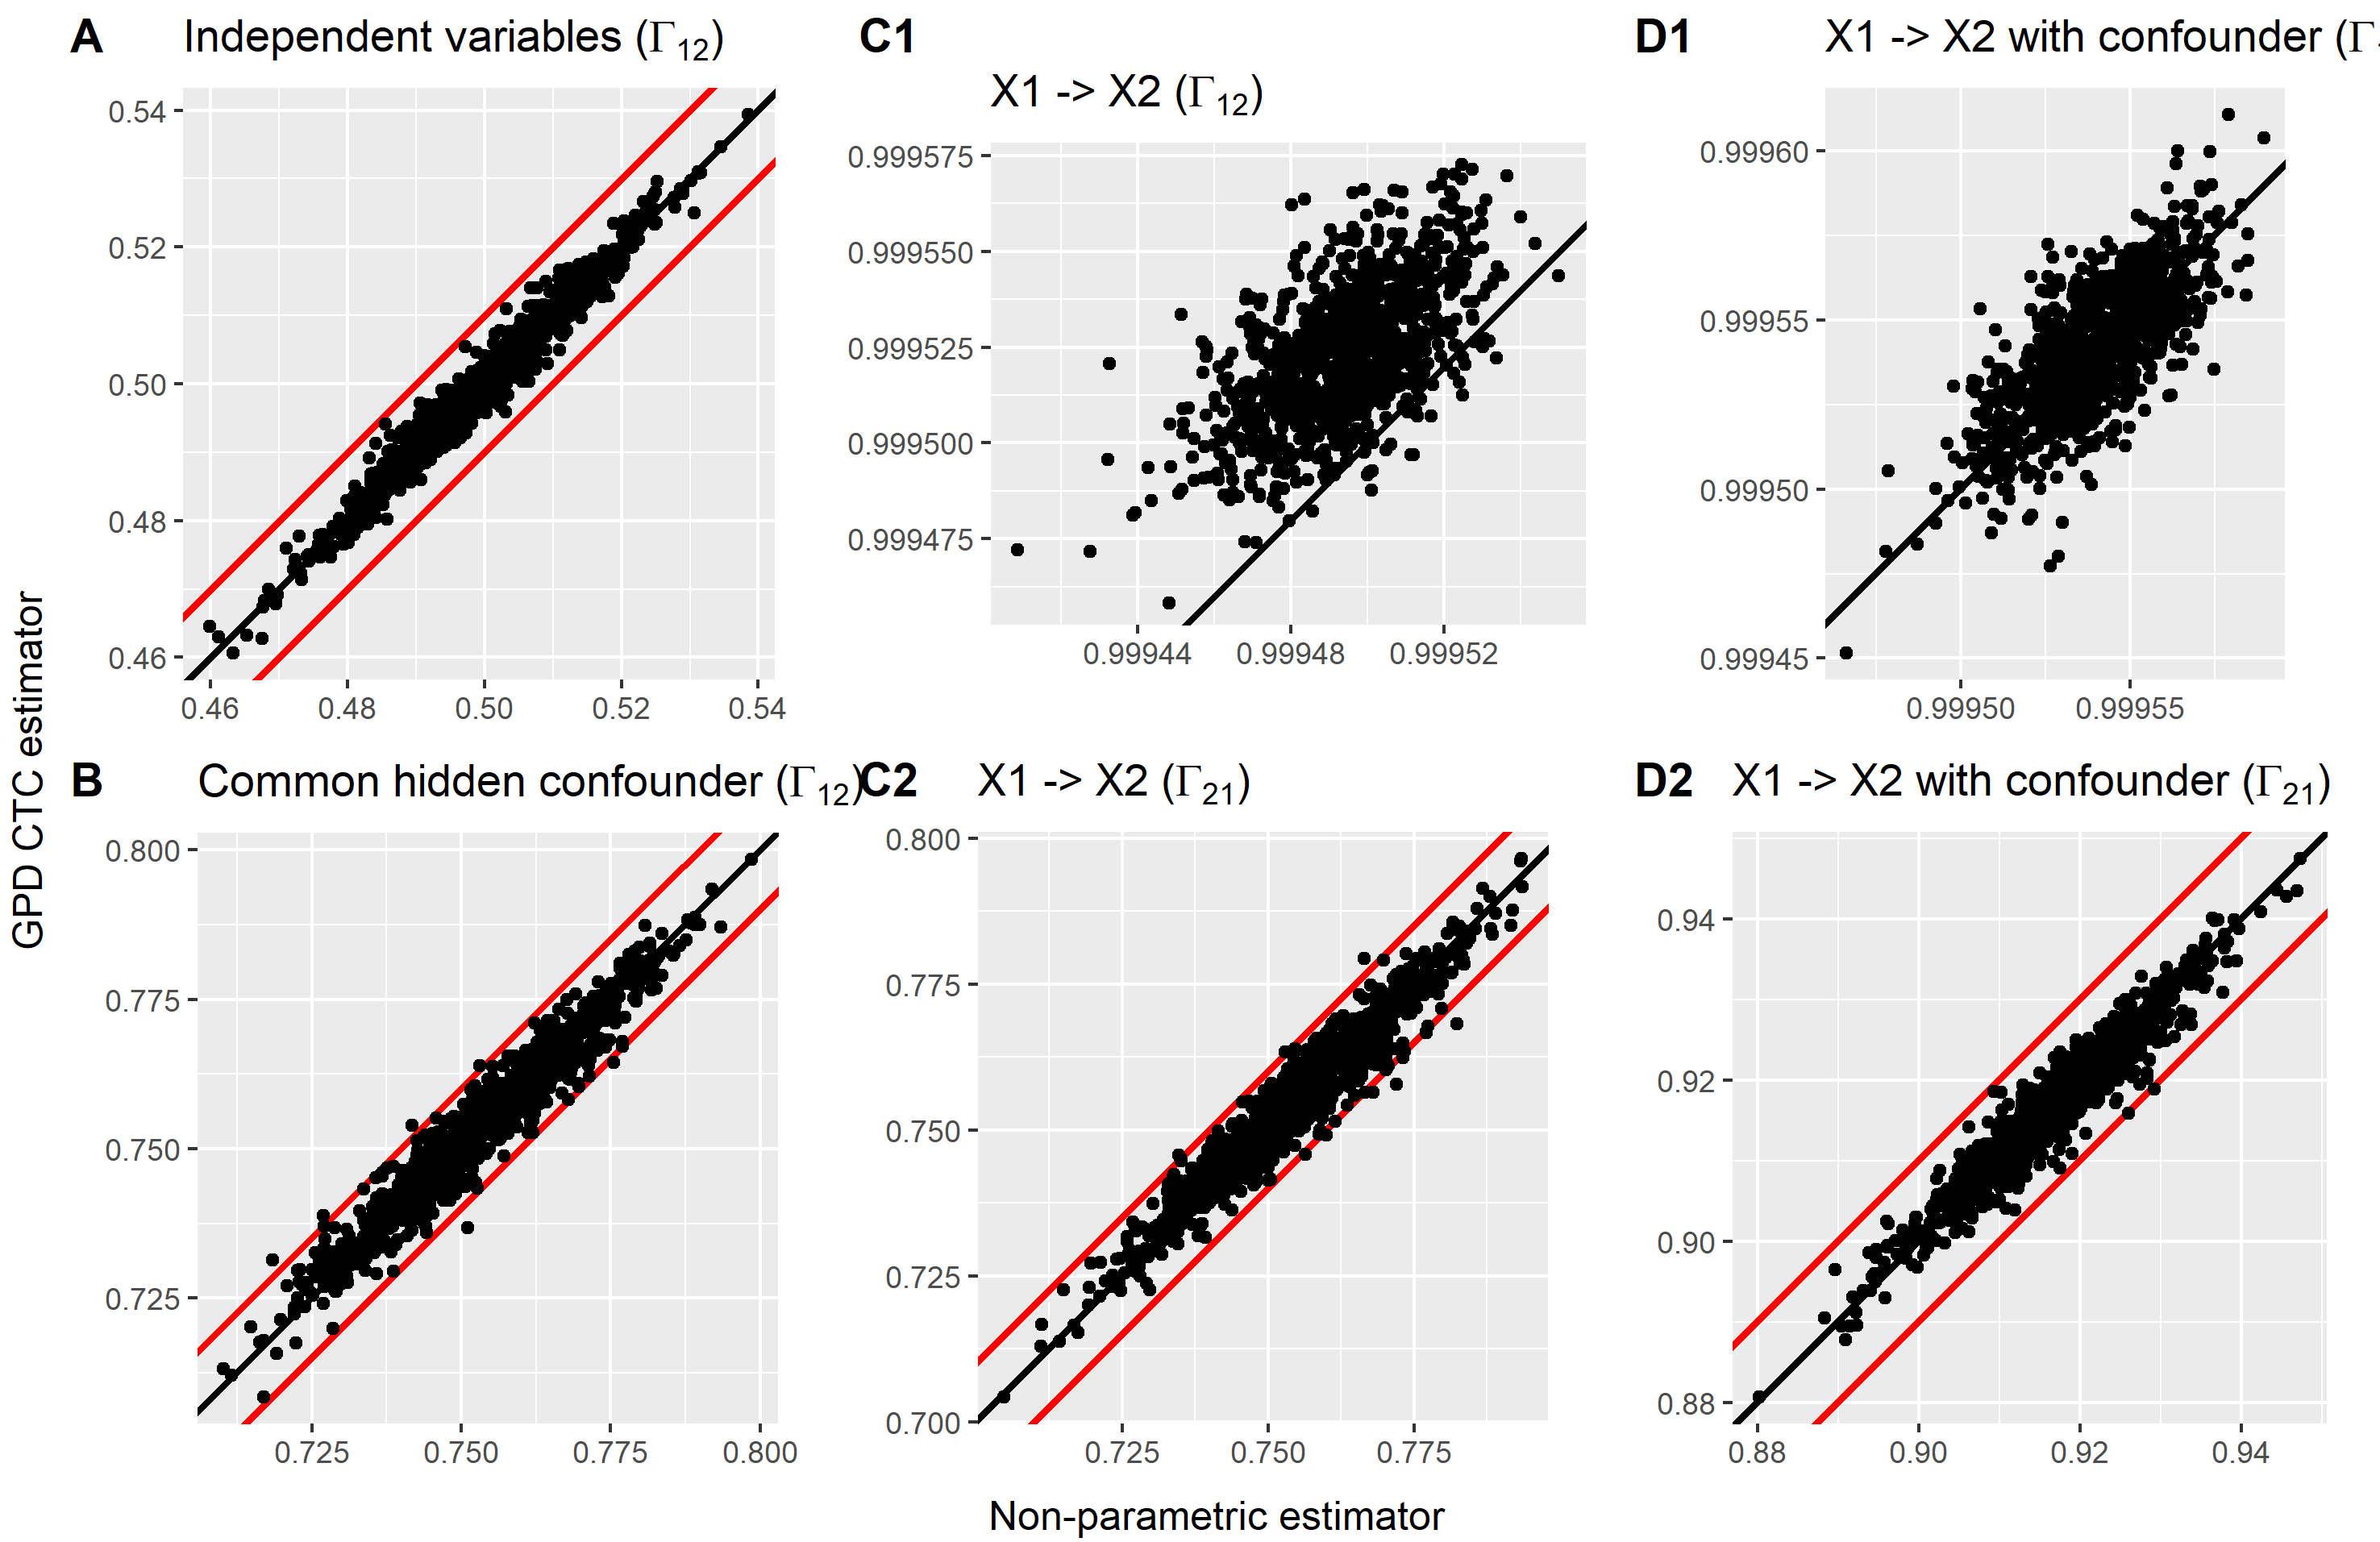 A Independent variables (Γ12)
0.54
0.52
0.50
0.48
0.46
0.46 0.48 0.50 0.52 0.54
C1
X1 -> X2 (Γ12)
0.999575
0.999550
0.999525
0.999500
0.999475
0.99944 0.99948 0.99952
D1 X1 -> X2 with confounder (Γ
0.99960
0.99955
0.99950
0.99945
0.99950 0.99955
GPD CTC estimator
B Common hidden confounder (Γ12)
0.800
0.775
0.750
0.725
0.725 0.750 0.775 0.800
C2 X1 -> X2 (Γ21)
0.800
0.775
0.750
0.725
0.700
0.725 0.750 0.775
D2 X1 -> X2 with confounder (Γ21)
0.94
0.92
0.90
0.88
0.88 0.90 0.92 0.94
Non-parametric estimator